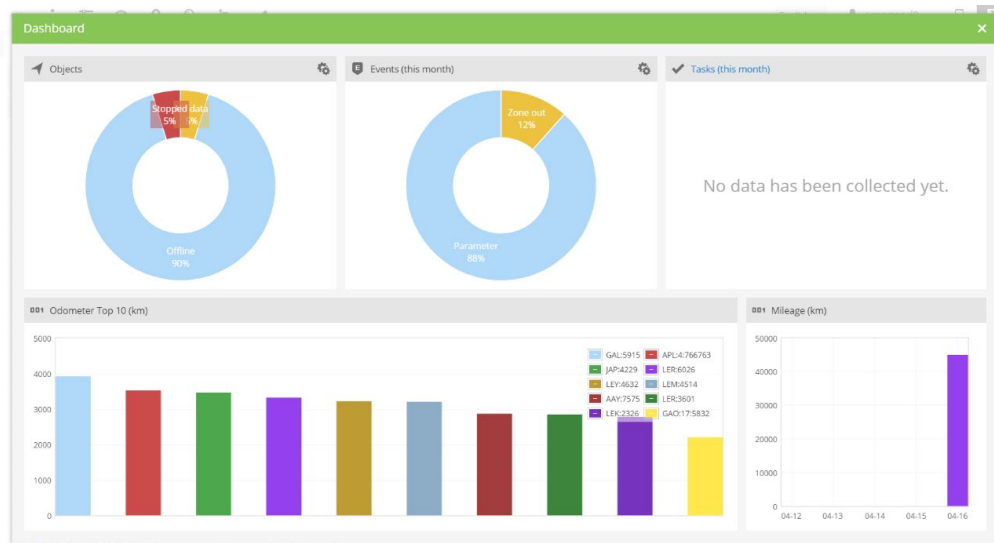 Dashboard
×
Objects
Events (this month)
Tasks (this month)
Stopped data
5%
Zone out
12%
No data has been collected yet.
Offline
90%
Parameter
88%
Odometer Top 10 (km)
Mileage (km)
5000
4000
3000
2000
1000
0
GAL:5915
APL:4:766763
JAP:4229
LER:6026
LEY:4632
LEM:4514
AAY:7575
LER:3601
LEK:2326
GAO:17:5832
50000
40000
30000
20000
10000
0
04-12 04-13 04-14 04-15 04-16